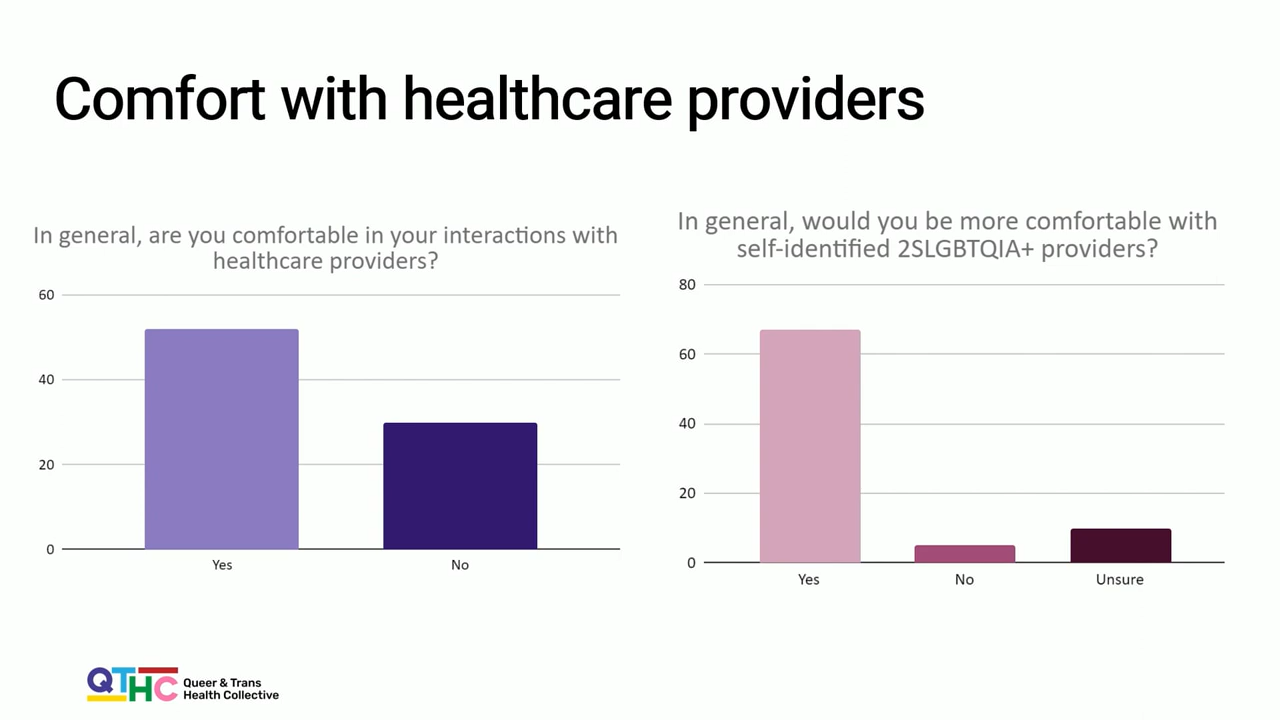 Comfort with healthcare providers
In general, are you comfortable in your interactions with
healthcare providers?
60
40
20
0
Yes
No
In general, would you be more comfortable with
self-identified 2SLGBTQIA+ providers?
80
60
40
20
0
Yes
No
Unsure
QTHC
Queer & Trans
Health Collective